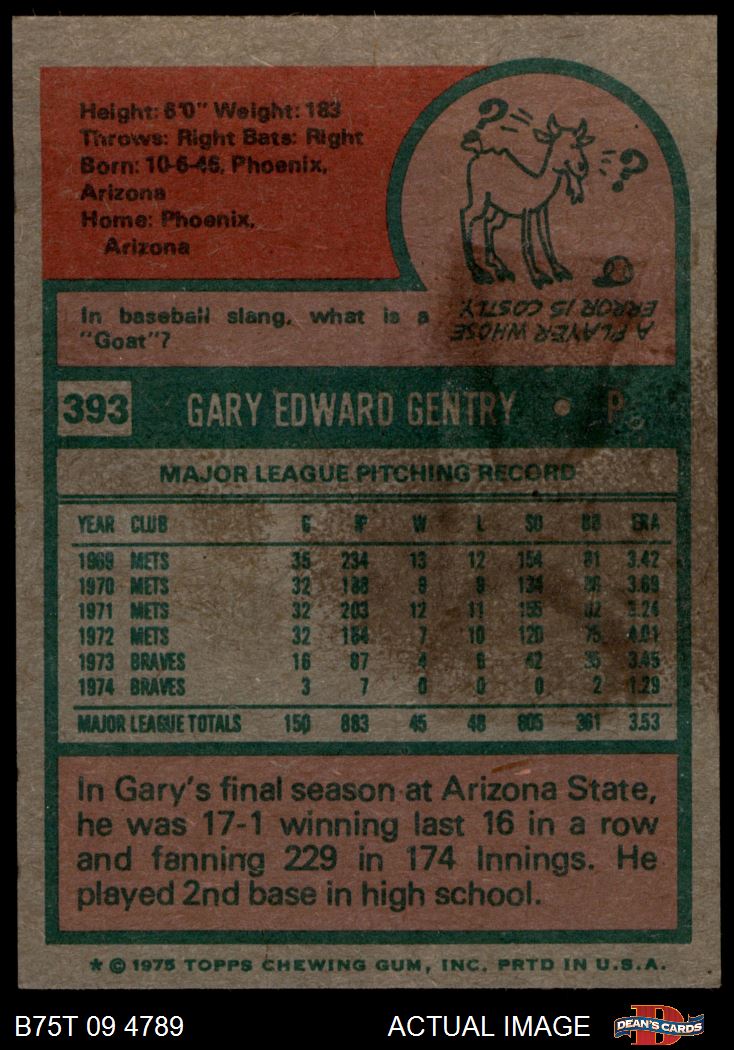 Height: 6'0" Weight: 183
Throws: Right Bats: Right
Born: 10-6-46, Phoenix,
Arizona
Home: Phoenix,
Arizona
? ?
In baseball slang, what is a
"Goat"?
A PLAYER WHOSE
ERROR IS COSTLY.
393 GARY EDWARD GENTRY • P.
MAJOR LEAGUE PITCHING RECORD
YEAR CLUB G IP W L SO BB ERA
1969 METS 35 234 13 12 154 81 3.42
1970 METS 32 188 9 9 134 86 3.69
1971 METS 32 203 12 11 155 82 3.24
1972 METS 32 164 7 10 120 75 4.01
1973 BRAVES 16 87 4 6 42 35 3.45
1974 BRAVES 3 7 0 0 0 2 1.29
MAJOR LEAGUE TOTALS 150 883 45 48 605 361 3.53
In Gary's final season at Arizona State,
he was 17-1 winning last 16 in a row
and fanning 229 in 174 Innings. He
played 2nd base in high school.
* © 1975 TOPPS CHEWING GUM, INC. PRTD IN U.S.A.
B75T 09 4789 ACTUAL IMAGE DEAN'S CARDS